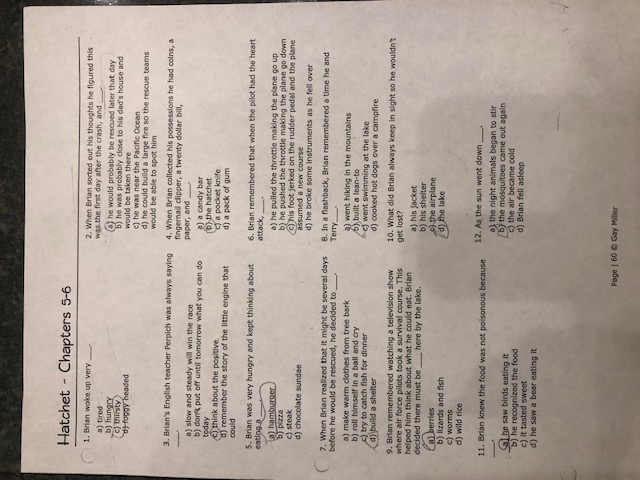 Hatchet - Chapters 5-6
1. Brian woke up very ___.
a) tired
b) hungry
c) thirsty
d) foggy headed
2. When Brian sorted out his thoughts he figured this
was the first day after the crash, and ___.
a) he would probably be rescued later that day
b) he was probably close to his dad's house and
would be taken there
c) he was near the Pacific Ocean
d) he could build a large fire so the rescue teams
would be able to spot him
3. Brian's English teacher Perpich was always saying
___.
a) slow and steady will win the race
b) don't put off until tomorrow what you can do
today
c) think about the positive
d) remember the story of the little engine that
could
4. When Brian collected his possessions he had coins, a
fingernail clipper, a twenty dollar bill,
paper, and ___.
a) a candy bar
b) the hatchet
c) a pocket knife
d) a pack of gum
5. Brian was very hungry and kept thinking about
eating a ___.
a) hamburger
b) pizza
c) steak
d) chocolate sundae
6. Brian remembered that when the pilot had the heart
attack, ___.
a) he pulled the throttle making the plane go up
b) he pushed the throttle making the plane go down
c) his foot jerked on the rudder pedal and the plane
assumed a new course
d) he broke some instruments as he fell over
7. When Brian realized that it might be several days
before he would be rescued, he decided to ___.
a) make warm clothes from tree bark
b) roll himself in a ball and cry
c) try to catch fish for dinner
d) build a shelter
8. In a flashback, Brian remembered a time he and
Terry ___.
a) went hiking in the mountains
b) built a lean-to
c) went swimming at the lake
d) cooked hot dogs over a campfire
9. Brian remembered watching a television show
where air force pilots took a survival course. This
helped him think about what he could eat. Brian
decided there must be ___ here by the lake.
a) berries
b) lizards and fish
c) worms
d) wild rice
10. What did Brian always keep in sight so he wouldn't
get lost?
a) his jacket
b) his shelter
c) the airplane
d) the lake
11. Brian knew the food was not poisonous because
___.
a) he saw birds eating it
b) he recognized the food
c) it tasted sweet
d) he saw a bear eating it
12. As the sun went down ___.
a) the night animals began to stir
b) the mosquitoes came out again
c) the air became cold
d) Brian fell asleep
Page | 60 © Gay Miller